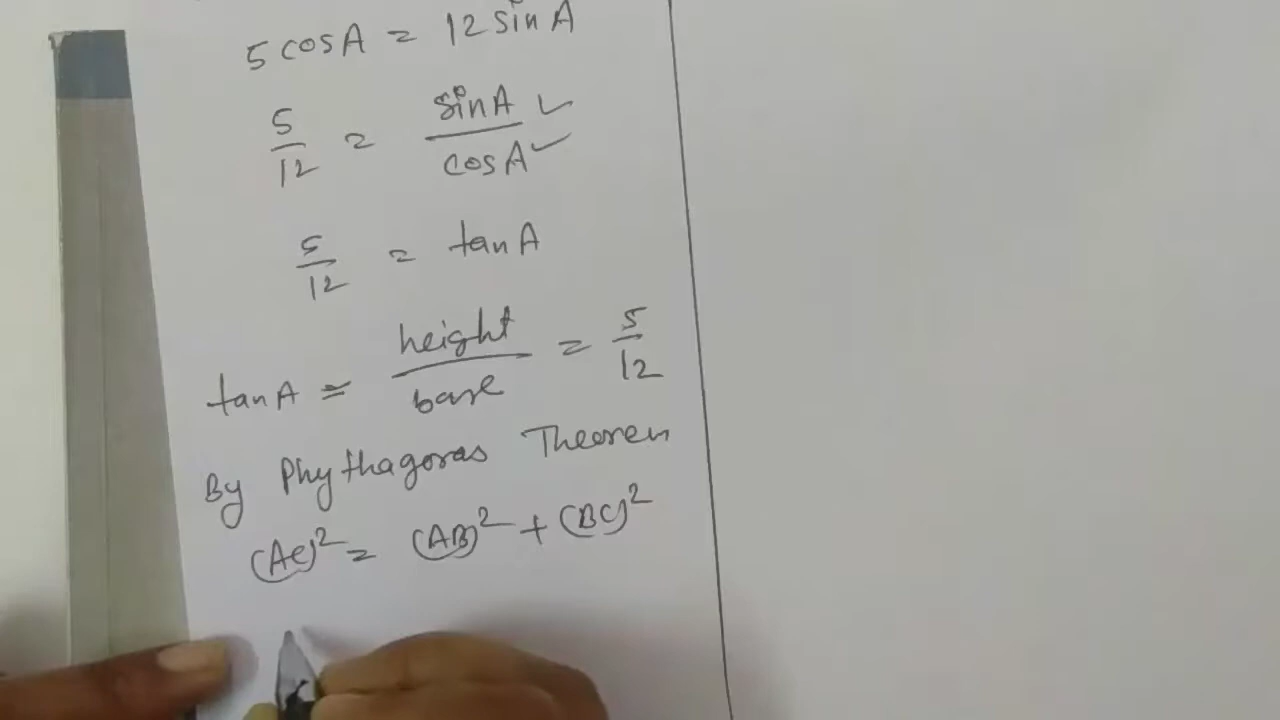 5 cosA = 12 sin A
5/12 = sinA/cosA
5/12 = tanA
tanA = height/base = 5/12
By Phythagoras Theorem
(AC)² = (AB)² + (BC)²